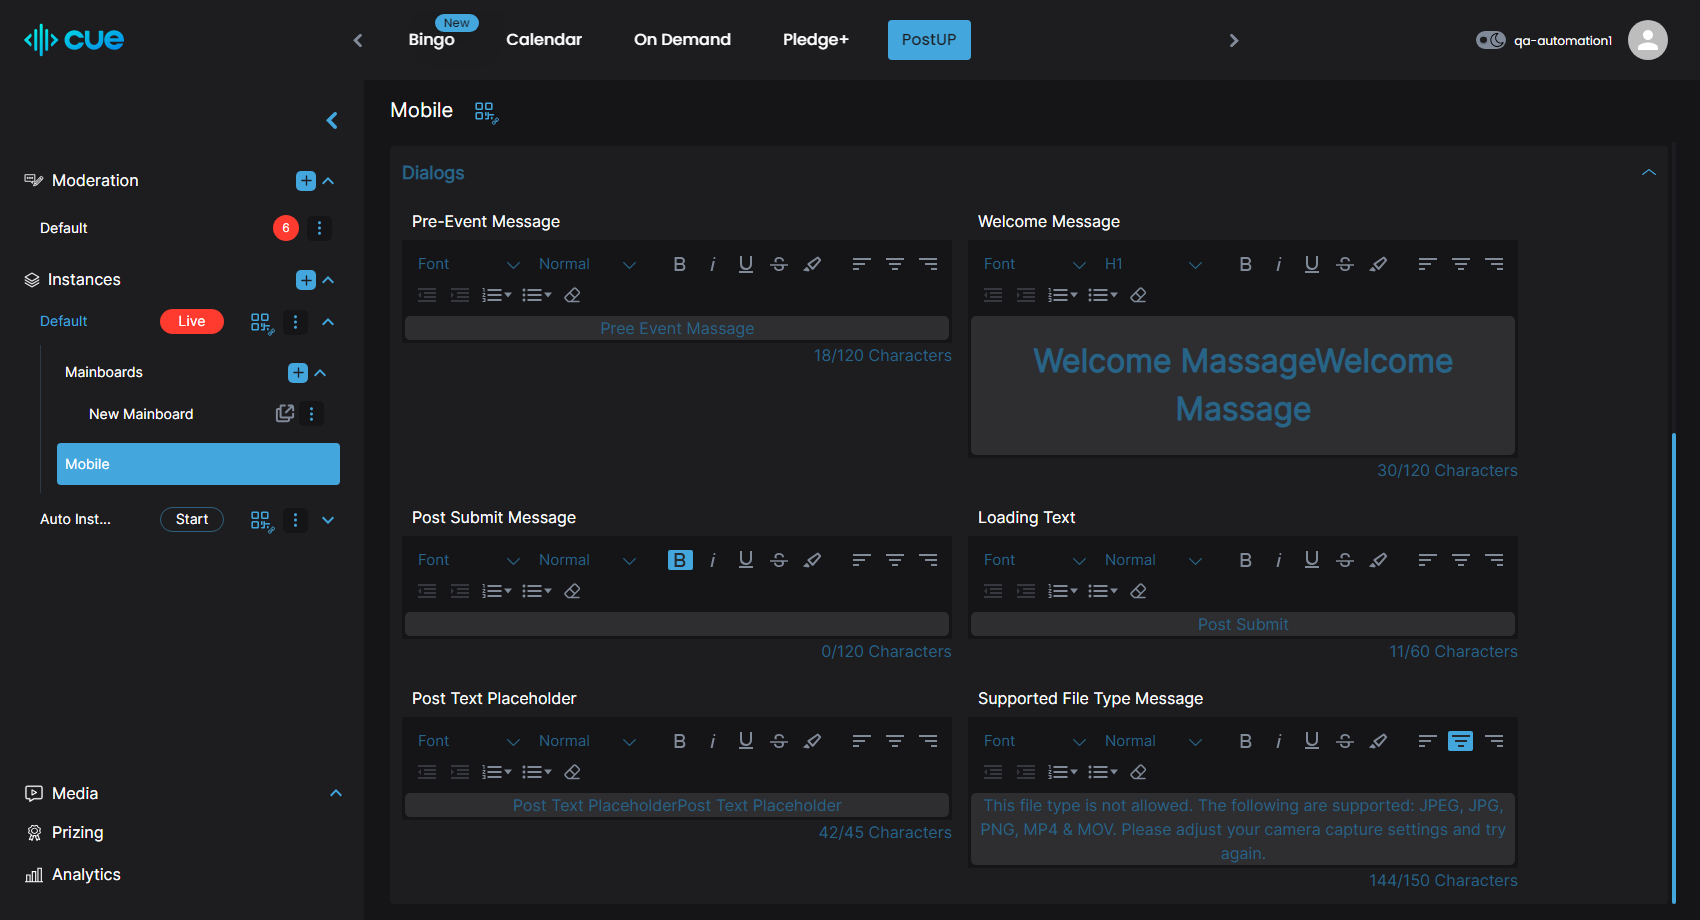 cue
New
Bingo
Calendar
On Demand
Pledge+
PostUP
qa-automation1
Mobile
Moderation
Default
6
Instances
Default
Live
Mainboards
New Mainboard
Mobile
Auto Inst...
Start
Media
Prizing
Analytics
Dialogs
Pre-Event Message
Font
Normal
Pree Event Massage
18/120 Characters
Welcome Message
Font
H1
Welcome MassageWelcome
Massage
30/120 Characters
Post Submit Message
Font
Normal
0/120 Characters
Loading Text
Font
Normal
Post Submit
11/60 Characters
Post Text Placeholder
Font
Normal
Post Text PlaceholderPost Text Placeholder
42/45 Characters
Supported File Type Message
Font
Normal
This file type is not allowed. The following are supported: JPEG, JPG,
PNG, MP4 & MOV. Please adjust your camera capture settings and try
again.
144/150 Characters